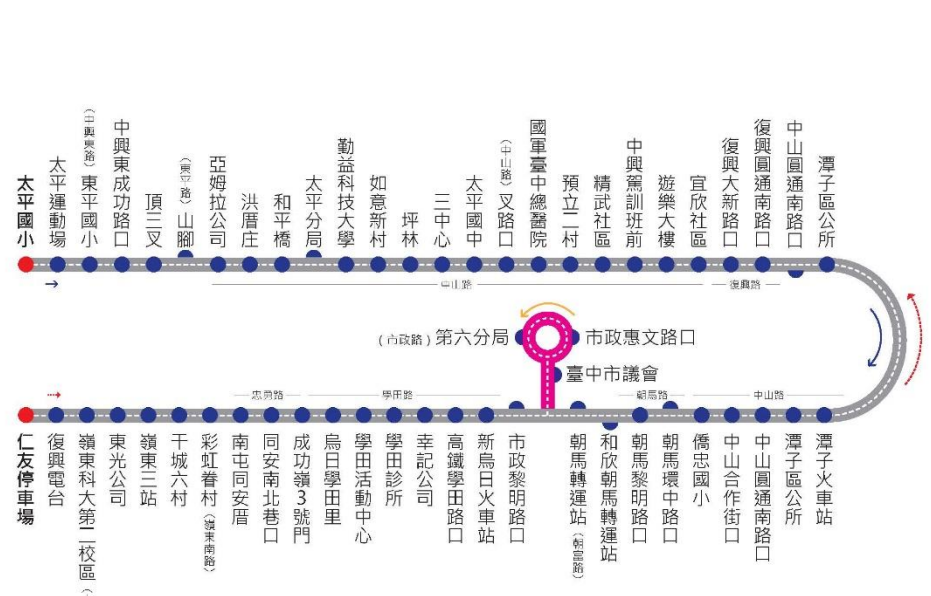 太平國小
太平運動場
(中興東路)東平國小
中興東成功路口
頂三叉
(東平路)山腳
亞姆拉公司
洪厝庄
和平橋
太平分局
勤益科技大學
如意新村
坪林
三中心
太平國中
(中山路)叉路口
國軍臺中總醫院
預立二村
精武社區
中興駕訓班前
遊樂大樓
宜欣社區
復興大新路口
復興圓通南路口
中山圓通南路口
潭子區公所
中山路
復興路
(市政路)第六分局
市政惠文路口
臺中市議會
忠勇路
學田路
朝馬路
中山路
仁友停車場
復興電台
嶺東科大第二校區(
東光公司
嶺東三站
干城六村
彩虹眷村(嶺東南路)
南屯同安厝
同安南北巷口
成功嶺3號門
烏日學田里
學田活動中心
學田診所
幸記公司
高鐵學田路口
新烏日火車站
市政黎明路口
朝馬轉運站(朝富路)
和欣朝馬轉運站
朝馬黎明路口
朝馬環中路口
僑忠國小
中山合作街口
中山圓通南路口
潭子區公所
潭子火車站